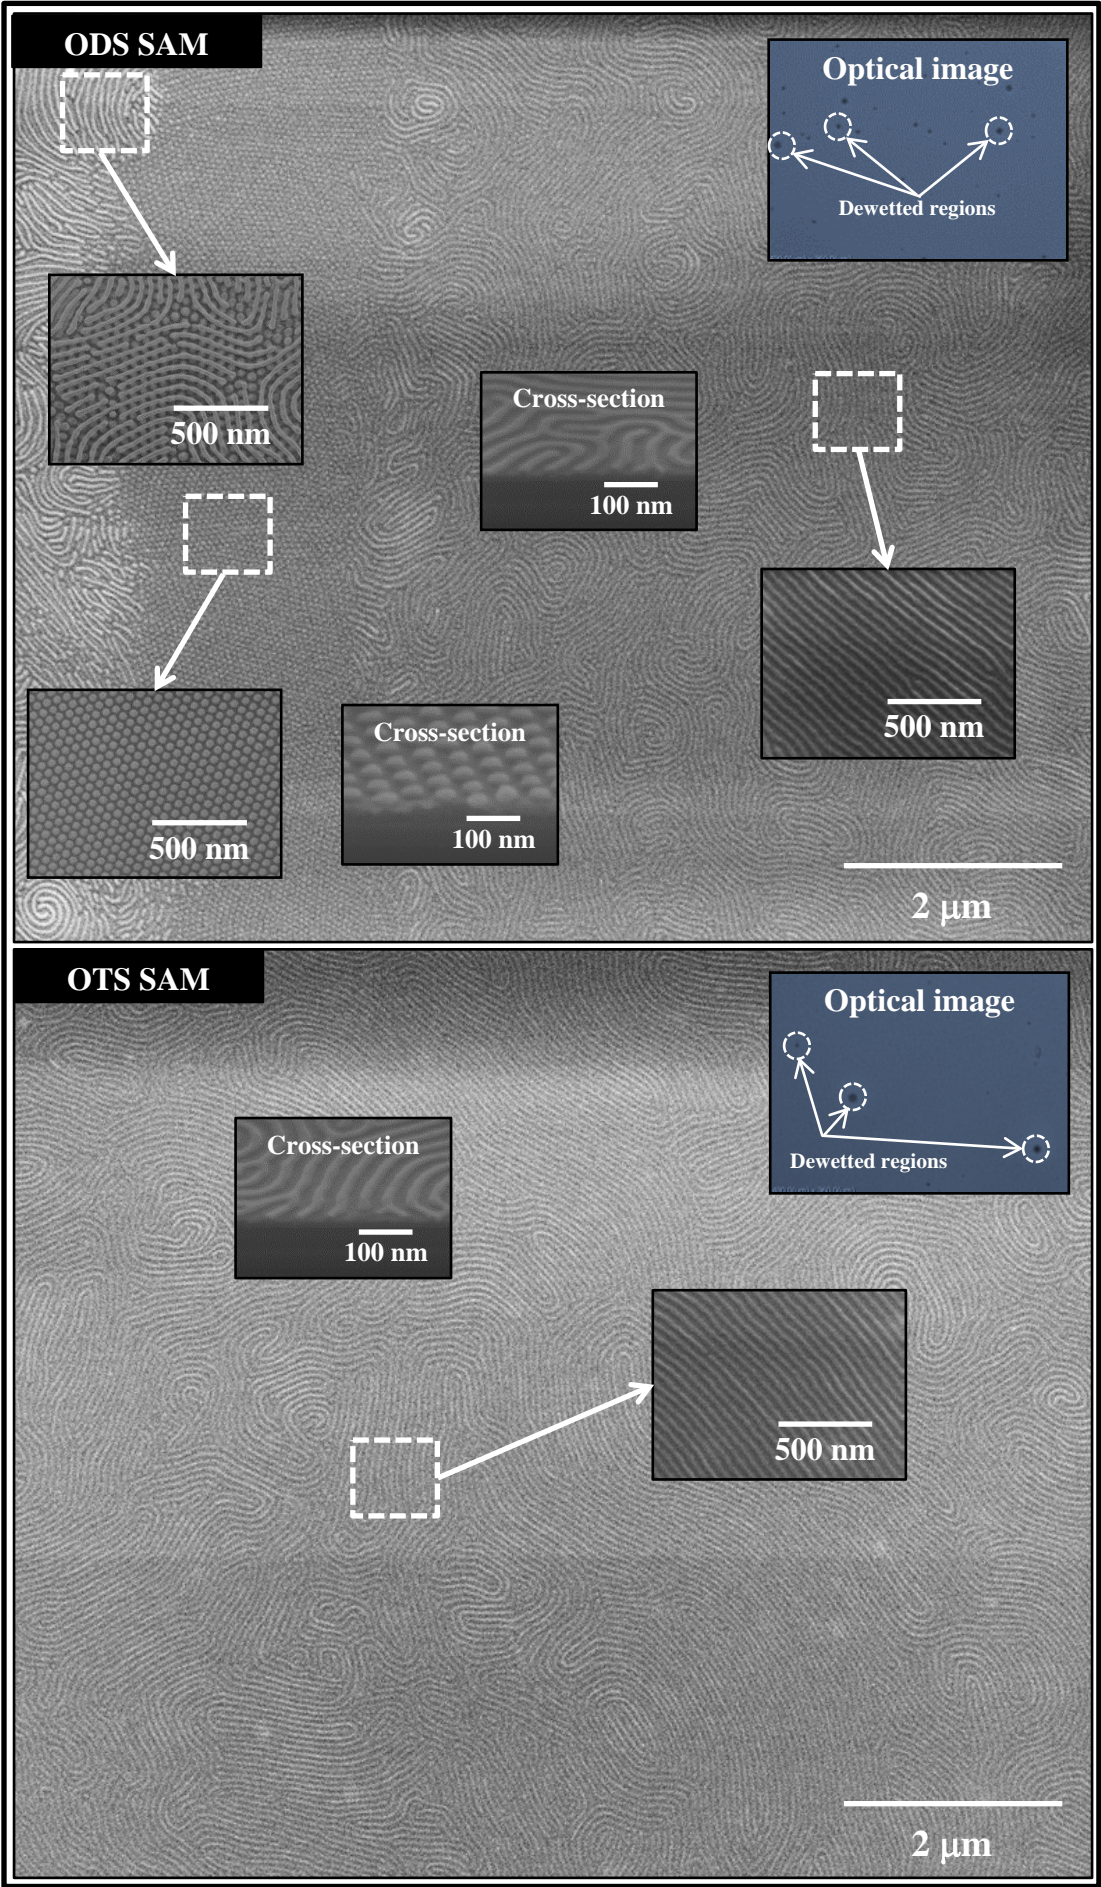 ODS SAM
Optical image
Dewetted regions
500 nm
Cross-section
100 nm
500 nm
Cross-section
500 nm
100 nm
2 μm
OTS SAM
Optical image
Cross-section
Dewetted regions
100 nm
500 nm
2 μm